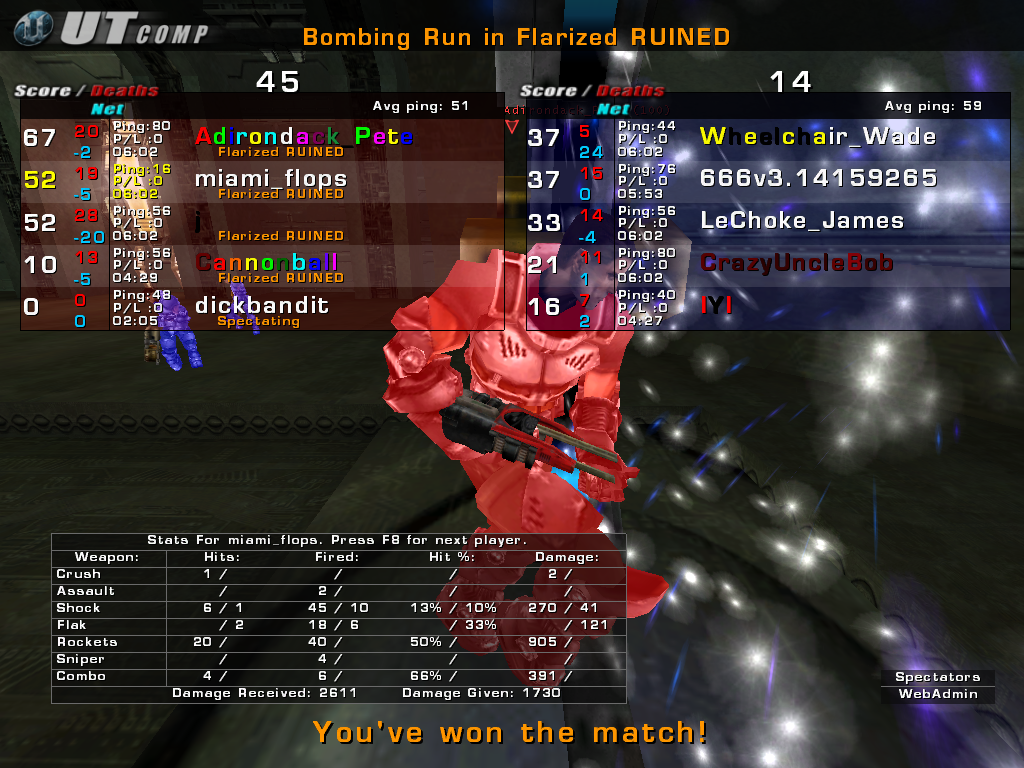 UT COMP
Bombing Run in Flarized RUINED
45
14
Score / Deaths
Net
Avg ping: 51
Score / Deaths
Net
Avg ping: 59
67 20 -2 Ping:80 P/L :0 06:02 Adirondack_Pete
Flarized RUINED
52 19 -5 Ping:16 P/L :0 06:02 miami_flops
Flarized RUINED
52 28 -20 Ping:56 P/L :0 06:02 i
Flarized RUINED
10 13 -5 Ping:56 P/L :0 04:29 Cannonball
Flarized RUINED
0 0 0 Ping:48 P/L :0 02:05 dickbandit
Spectating
37 5 24 Ping:44 P/L :0 06:02 Wheelchair_Wade
37 15 0 Ping:76 P/L :0 05:53 666v3.14159265
33 14 -4 Ping:56 P/L :0 06:02 LeChoke_James
21 11 1 Ping:80 P/L :0 06:02 CrazyUncleBob
16 7 2 Ping:40 P/L :0 04:27 IYI
Stats For miami_flops. Press F8 for next player.
Weapon: Hits: Fired: Hit %: Damage:
Crush 1 / / / 2 /
Assault / 2 / / /
Shock 6 / 1 45 / 10 13% / 10% 270 / 41
Flak / 2 18 / 6 / 33% / 121
Rockets 20 / 40 / 50% / 905 /
Sniper / 4 / / /
Combo 4 / 6 / 66% / 391 /
Damage Received: 2611 Damage Given: 1730
Spectators
WebAdmin
You've won the match!